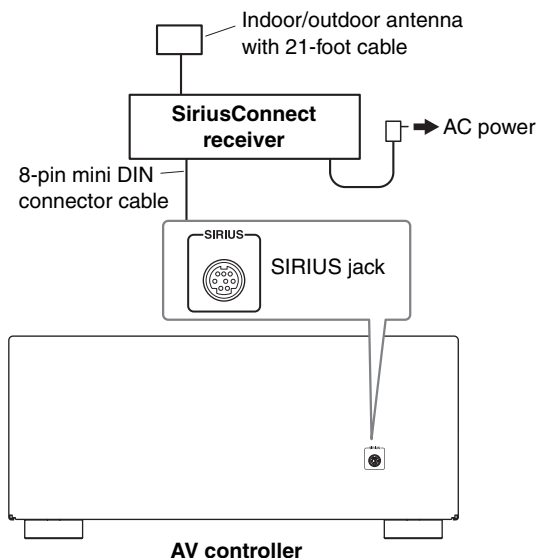 Indoor/outdoor antenna
with 21-foot cable
SiriusConnect
receiver
AC power
8-pin mini DIN
connector cable
SIRIUS
SIRIUS jack
AV controller